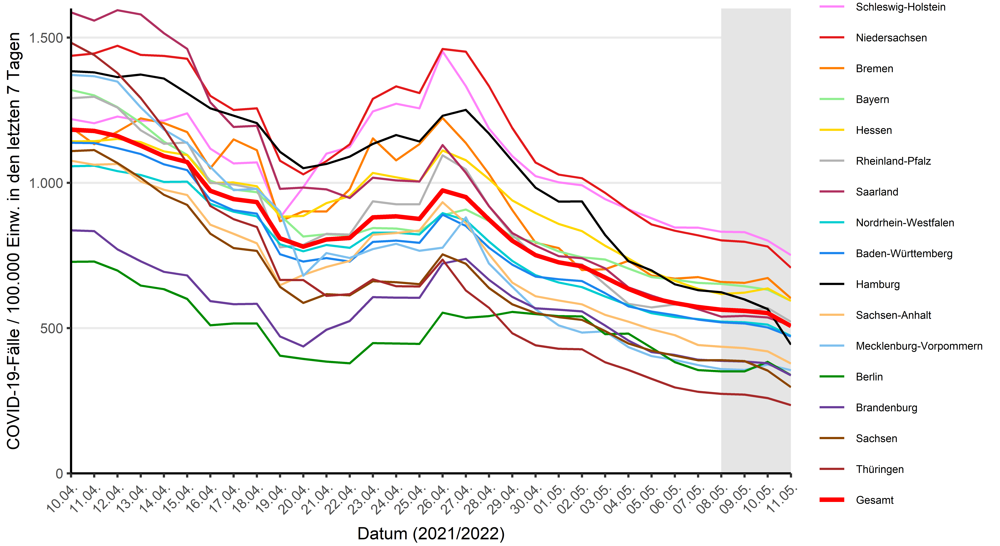 COVID-19-Fälle / 100.000 Einw. in den letzten 7 Tagen
1.500
1.000
500
0
10.04.
11.04.
12.04.
13.04.
14.04.
15.04.
16.04.
17.04.
18.04.
19.04.
20.04.
21.04.
22.04.
23.04.
24.04.
25.04.
26.04.
27.04.
28.04.
29.04.
30.04.
01.05.
02.05.
03.05.
04.05.
05.05.
06.05.
07.05.
08.05.
09.05.
10.05.
11.05.
Datum (2021/2022)
Schleswig-Holstein
Niedersachsen
Bremen
Bayern
Hessen
Rheinland-Pfalz
Saarland
Nordrhein-Westfalen
Baden-Württemberg
Hamburg
Sachsen-Anhalt
Mecklenburg-Vorpommern
Berlin
Brandenburg
Sachsen
Thüringen
Gesamt